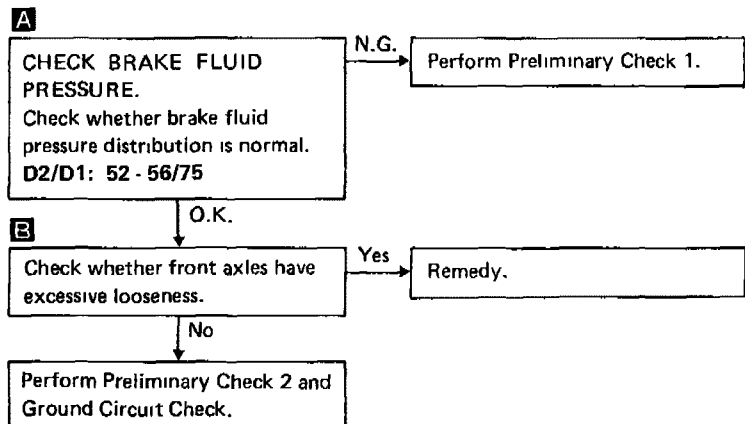 A
CHECK BRAKE FLUID
PRESSURE.
Check whether brake fluid
pressure distribution is normal.
D2/D1: 52 - 56/75
N.G.
Perform Preliminary Check 1.
O.K.
B
Check whether front axles have
excessive looseness.
Yes
Remedy.
No
Perform Preliminary Check 2 and
Ground Circuit Check.